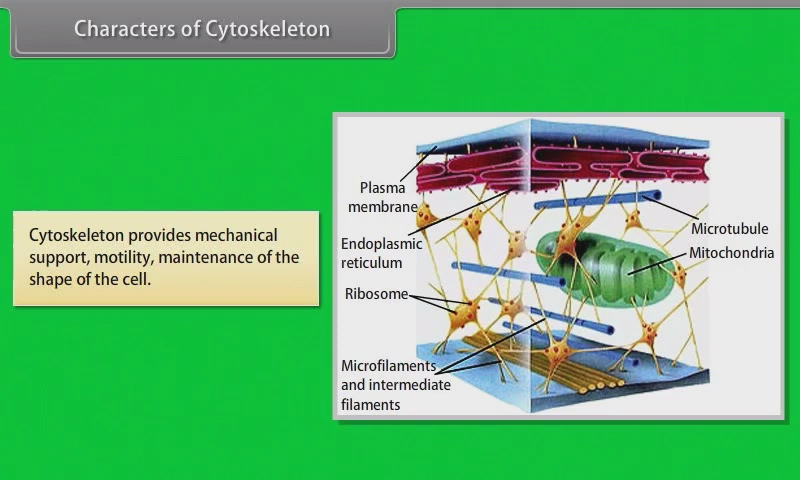 Characters of Cytoskeleton
Cytoskeleton provides mechanical
support, motility, maintenance of the
shape of the cell.
Plasma
membrane
Endoplasmic
reticulum
Ribosome
Microfilaments
and intermediate
filaments
Microtubule
Mitochondria